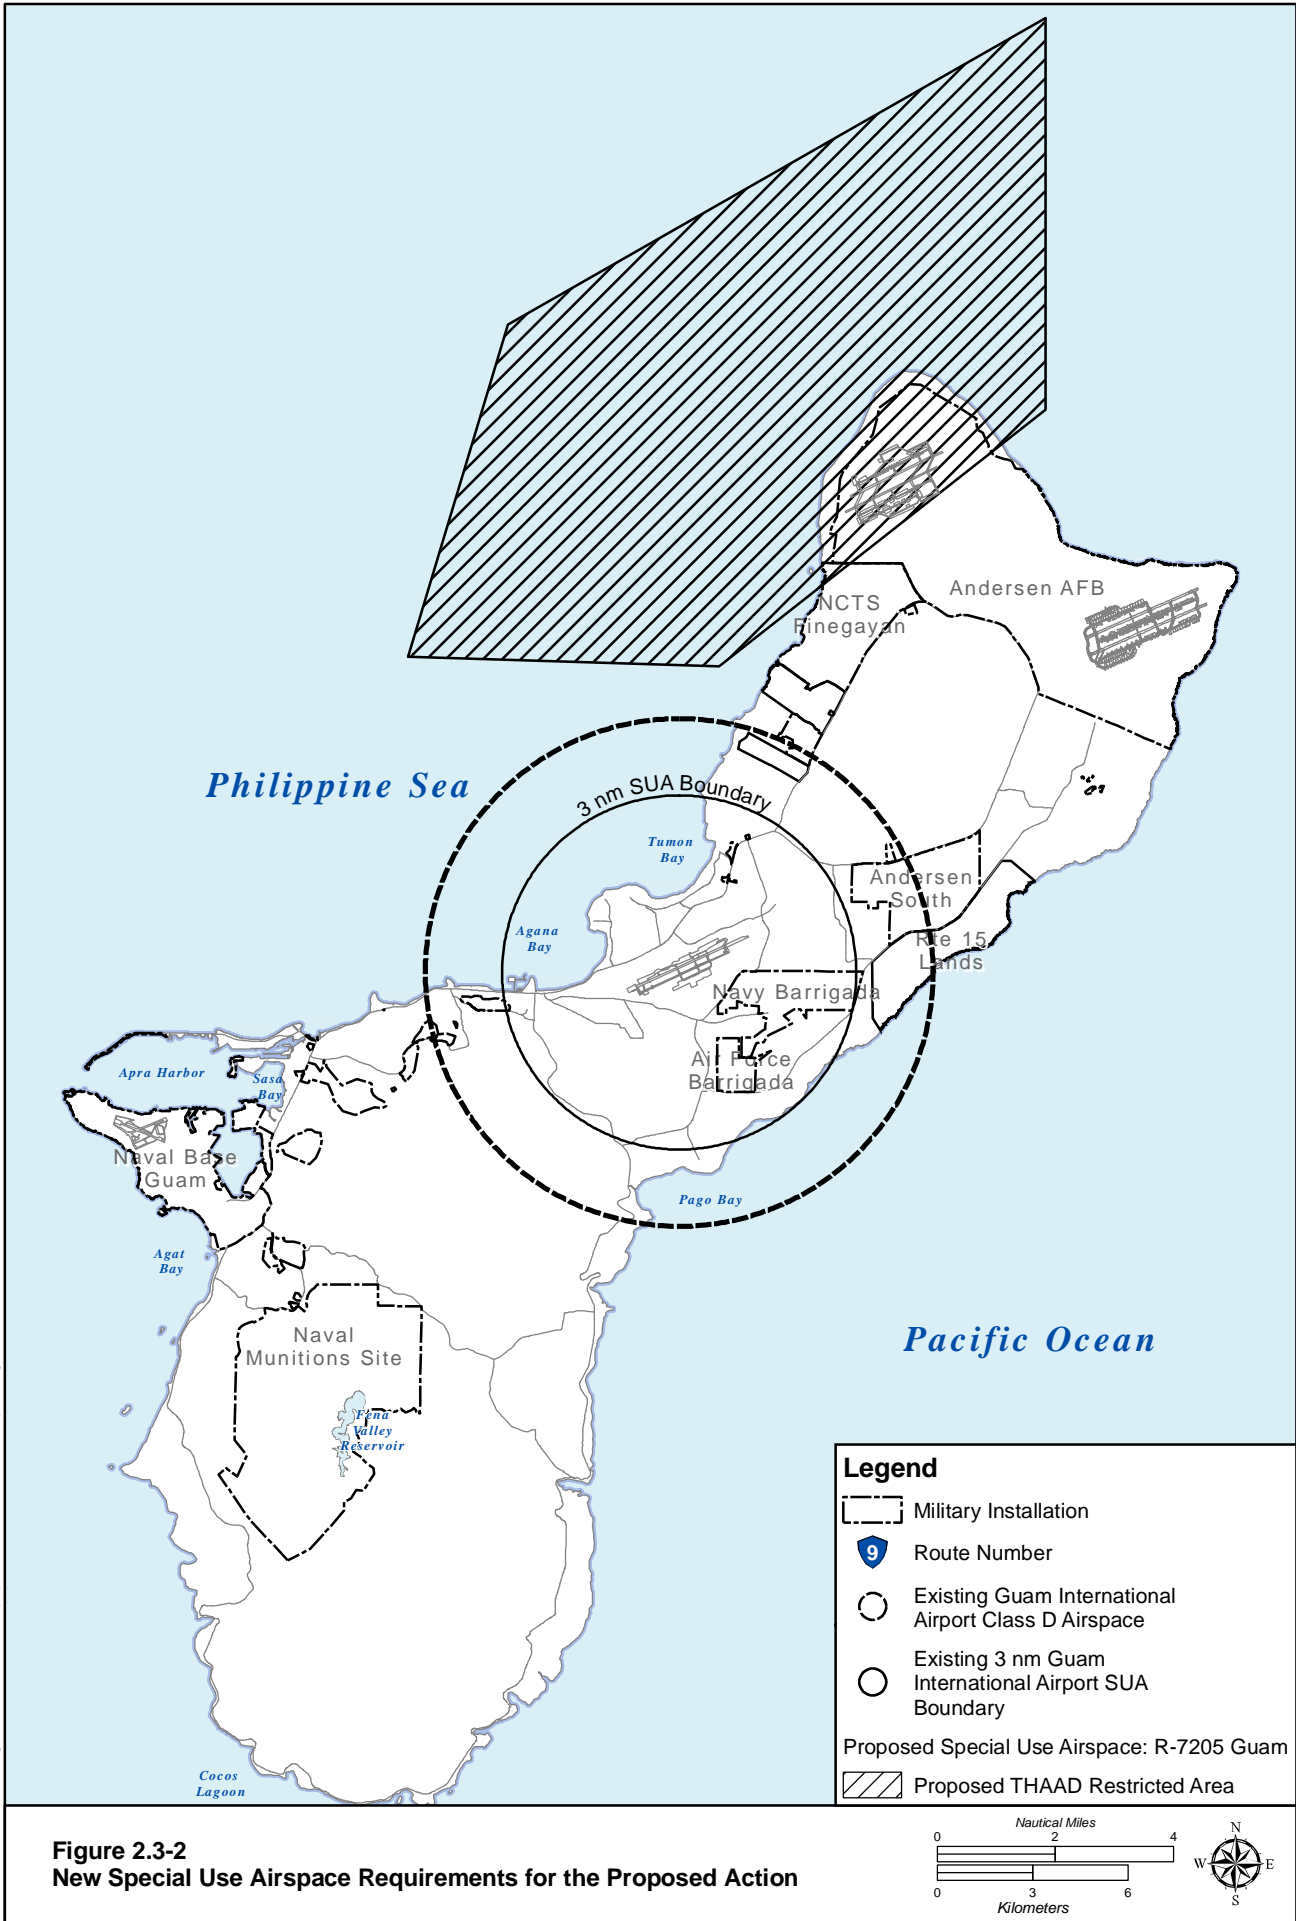 NCTS
Finegayan
Andersen AFB
Philippine Sea
3 nm SUA Boundary
Tumon
Bay
Andersen
South
Agana
Bay
Rte 15
Lands
Navy Barrigada
Air Force
Barrigada
Apra Harbor
Sasa
Bay
Naval Base
Guam
Pago Bay
Agat
Bay
Naval
Munitions Site
Pacific Ocean
Fena
Valley
Reservoir
Cocos
Lagoon
Legend
Military Installation
9
Route Number
Existing Guam International
Airport Class D Airspace
Existing 3 nm Guam
International Airport SUA
Boundary
Proposed Special Use Airspace: R-7205 Guam
Proposed THAAD Restricted Area
Figure 2.3-2
New Special Use Airspace Requirements for the Proposed Action
Nautical Miles
0 2 4
0 3 6
Kilometers
N
W E
S